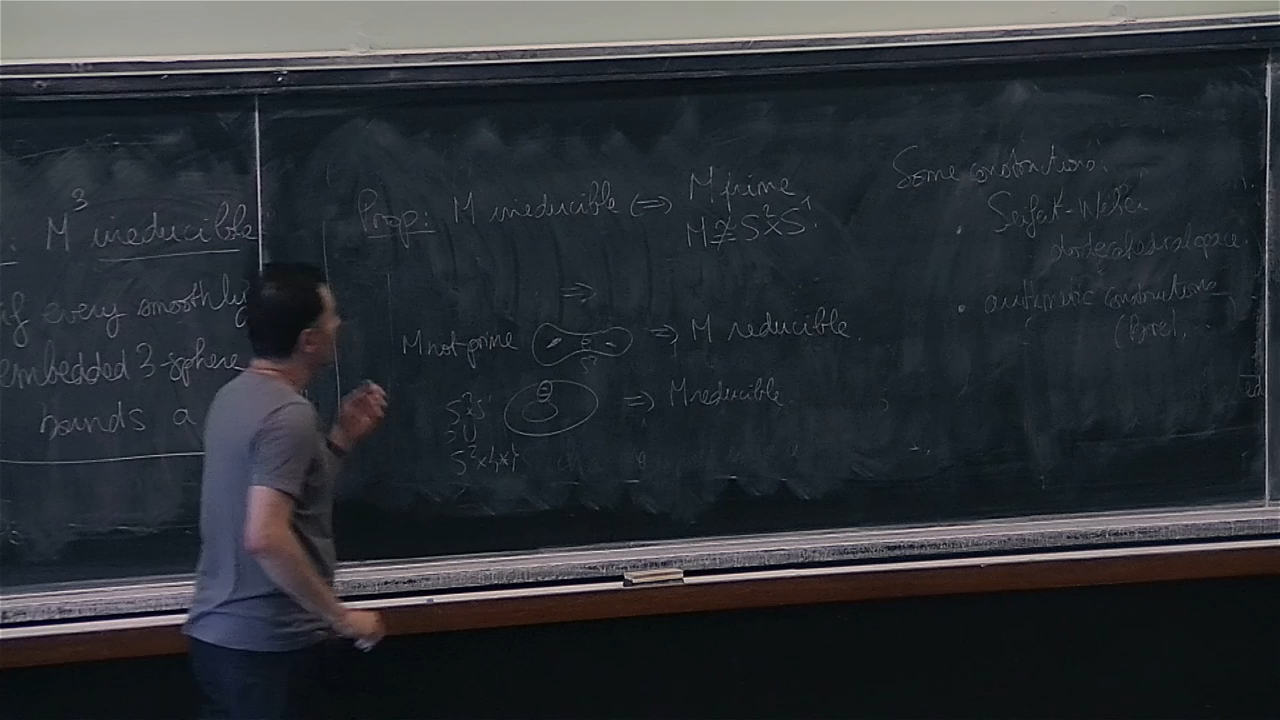 : M³ irreducible
if every smoothly
embedded 3-sphere
bounds a
Prop: M irreducible ⟺ M prime
M ≇ S²×S¹.
⇒
M not prime ⇒ M reducible.
S²
S²×S¹ ⇒ M reducible.
∪
S²×{*}
Some constructions:
• Seifert-Weber
dodecahedral space.
• arithmetic constructions
(Borel, ...